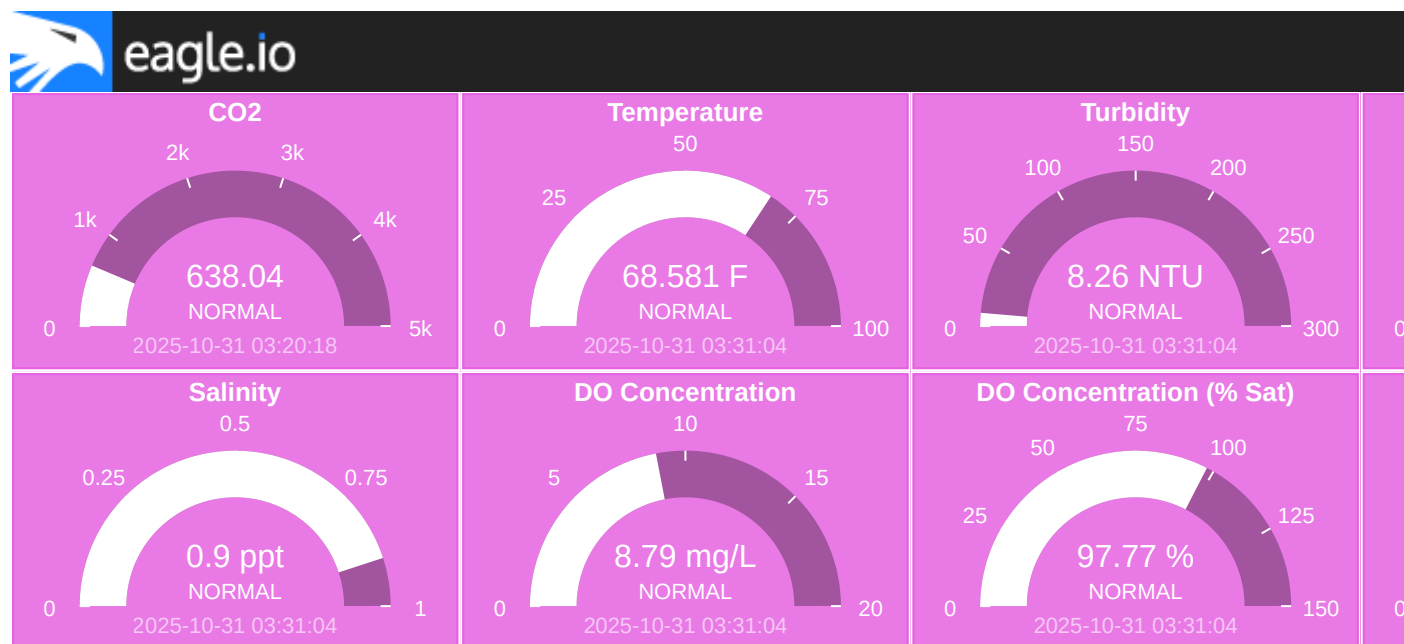 eagle.io
CO2
2k
3k
1k
4k
638.04
NORMAL
0
5k
2025-10-31 03:20:18
Temperature
50
25
75
68.581 F
NORMAL
0
100
2025-10-31 03:31:04
Turbidity
150
100
200
50
250
8.26 NTU
NORMAL
0
300
2025-10-31 03:31:04
0
Salinity
0.5
0.25
0.75
0.9 ppt
NORMAL
0
1
2025-10-31 03:31:04
DO Concentration
10
5
15
8.79 mg/L
NORMAL
0
20
2025-10-31 03:31:04
DO Concentration (% Sat)
75
50
100
25
125
97.77 %
NORMAL
0
150
2025-10-31 03:31:04
0